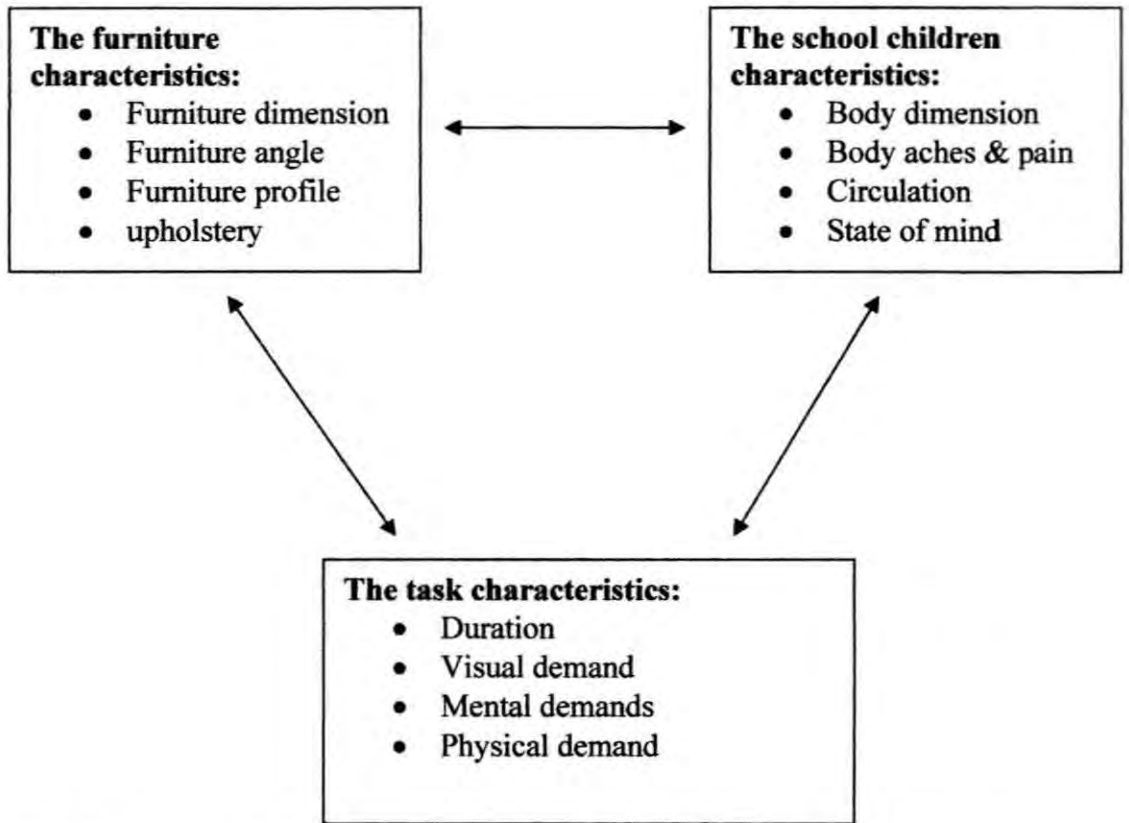 The furniture
characteristics:
• Furniture dimension
• Furniture angle
• Furniture profile
• upholstery
The school children
characteristics:
• Body dimension
• Body aches & pain
• Circulation
• State of mind
The task characteristics:
• Duration
• Visual demand
• Mental demands
• Physical demand